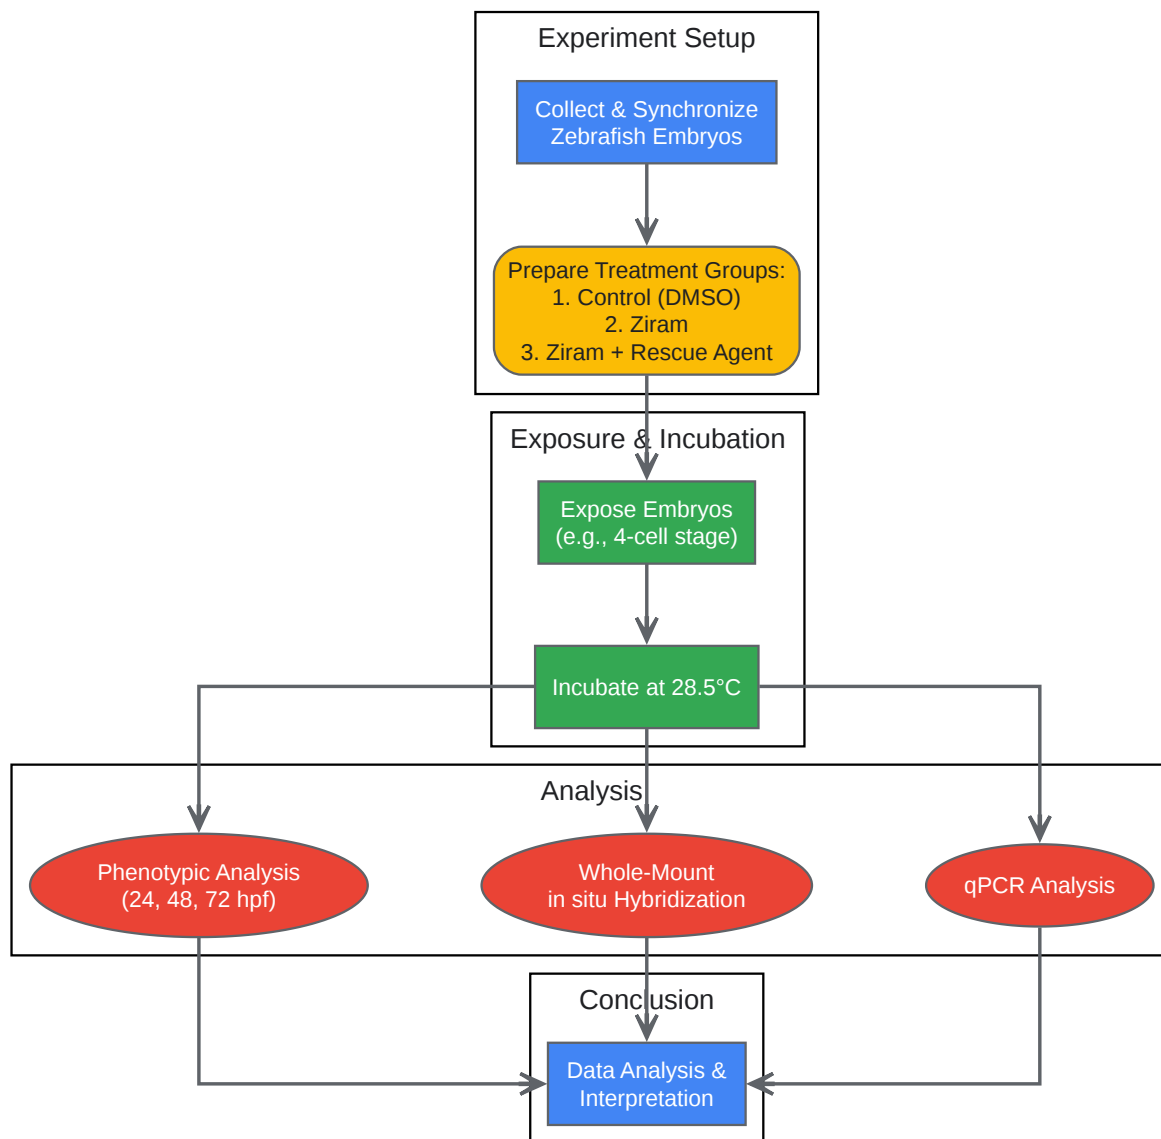 Experiment Setup
Collect & Synchronize
Zebrafish Embryos
Prepare Treatment Groups:
1. Control (DMSO)
2. Ziram
3. Ziram + Rescue Agent
Exposure & Incubation
Expose Embryos
(e.g., 4-cell stage)
Incubate at 28.5°C
Analysis
Phenotypic Analysis
(24, 48, 72 hpf)
Whole-Mount
in situ Hybridization
qPCR Analysis
Conclusion
Data Analysis &
Interpretation